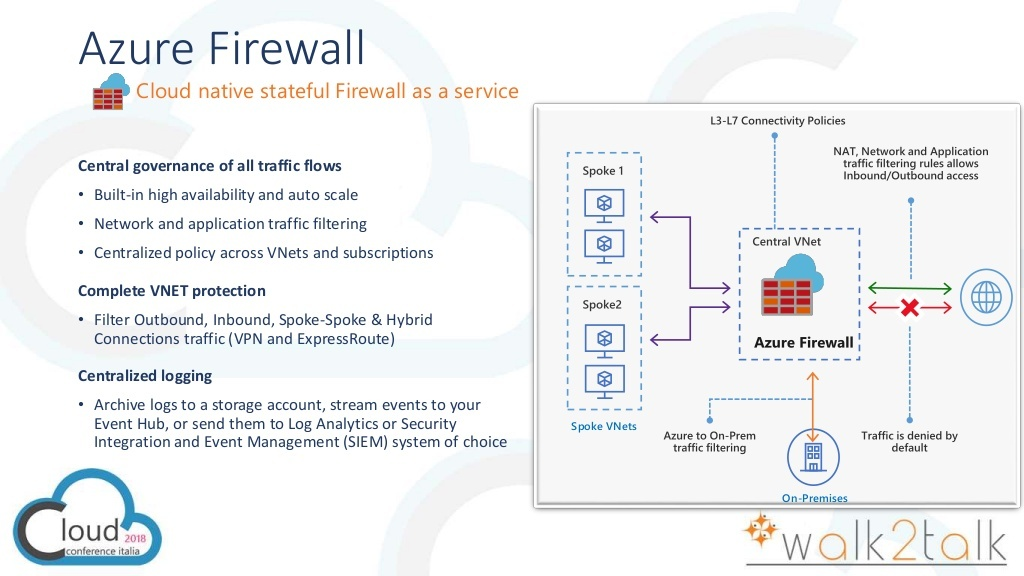 Azure Firewall
Cloud native stateful Firewall as a service
Central governance of all traffic flows
• Built-in high availability and auto scale
• Network and application traffic filtering
• Centralized policy across VNets and subscriptions
Complete VNET protection
• Filter Outbound, Inbound, Spoke-Spoke & Hybrid
Connections traffic (VPN and ExpressRoute)
Centralized logging
• Archive logs to a storage account, stream events to your
Event Hub, or send them to Log Analytics or Security
Integration and Event Management (SIEM) system of choice
L3-L7 Connectivity Policies
NAT, Network and Application
traffic filtering rules allows
Inbound/Outbound access
Spoke 1
Central VNet
Spoke2
Azure Firewall
Spoke VNets
Azure to On-Prem
traffic filtering
Traffic is denied by
default
On-Premises
Cloud 2018
conference italia
walk2talk